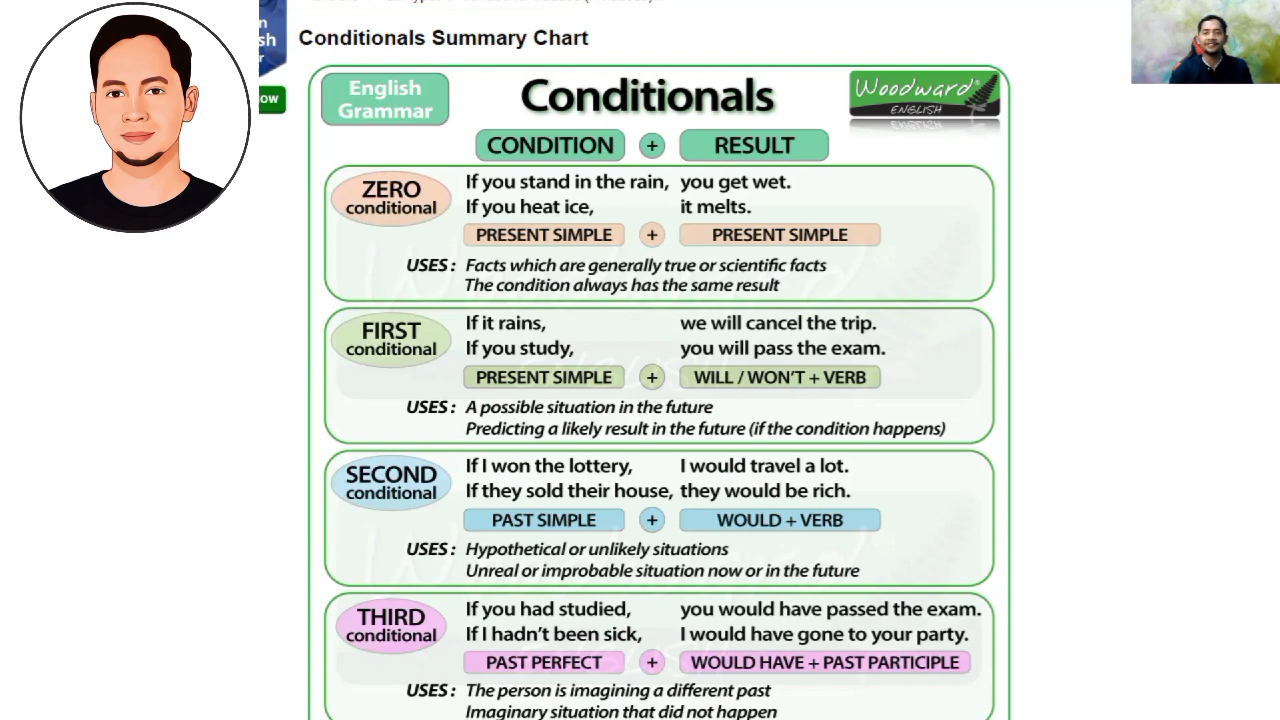 Conditionals Summary Chart
English
Grammar
Conditionals
Woodward
ENGLISH
CONDITION + RESULT
ZERO
conditional
If you stand in the rain, you get wet.
If you heat ice, it melts.
PRESENT SIMPLE + PRESENT SIMPLE
USES : Facts which are generally true or scientific facts
The condition always has the same result
FIRST
conditional
If it rains, we will cancel the trip.
If you study, you will pass the exam.
PRESENT SIMPLE + WILL / WON'T + VERB
USES : A possible situation in the future
Predicting a likely result in the future (if the condition happens)
SECOND
conditional
If I won the lottery, I would travel a lot.
If they sold their house, they would be rich.
PAST SIMPLE + WOULD + VERB
USES : Hypothetical or unlikely situations
Unreal or improbable situation now or in the future
THIRD
conditional
If you had studied, you would have passed the exam.
If I hadn't been sick, I would have gone to your party.
PAST PERFECT + WOULD HAVE + PAST PARTICIPLE
USES : The person is imagining a different past
Imaginary situation that did not happen